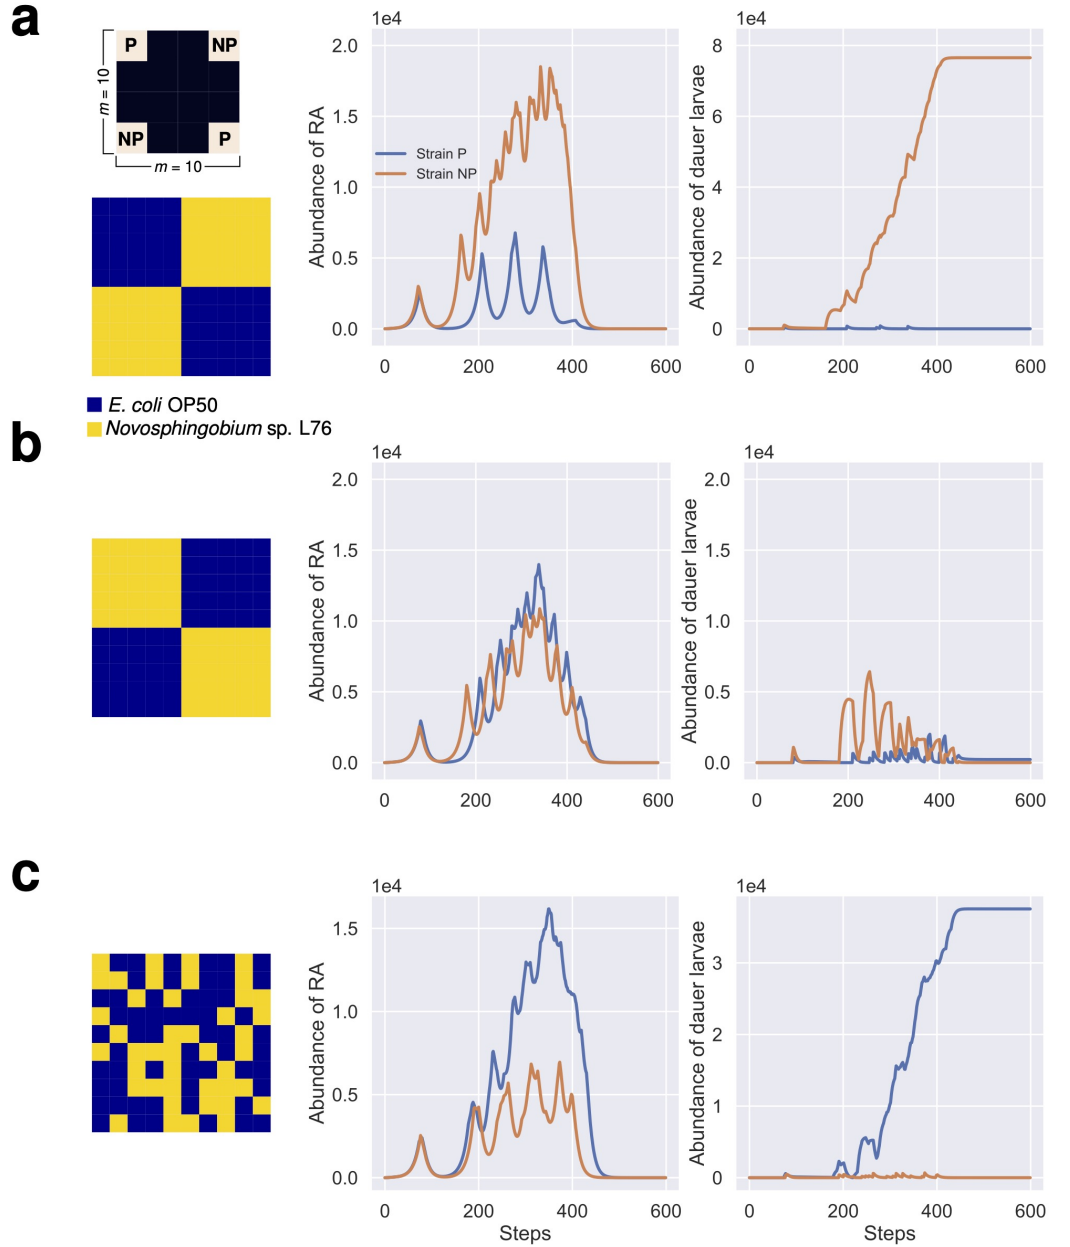 a
P NP
m = 10
NP P
m = 10
E. coli OP50
Novosphingobium sp. L76
1e4
Abundance of RA
2.0
1.5
1.0
0.5
0.0
Strain P
Strain NP
0 200 400 600
1e4
Abundance of dauer larvae
8
6
4
2
0
0 200 400 600
b
1e4
Abundance of RA
2.0
1.5
1.0
0.5
0.0
0 200 400 600
1e4
Abundance of dauer larvae
2.0
1.5
1.0
0.5
0.0
0 200 400 600
c
1e4
Abundance of RA
1.5
1.0
0.5
0.0
0 200 400 600
Steps
1e4
Abundance of dauer larvae
3
2
1
0
0 200 400 600
Steps